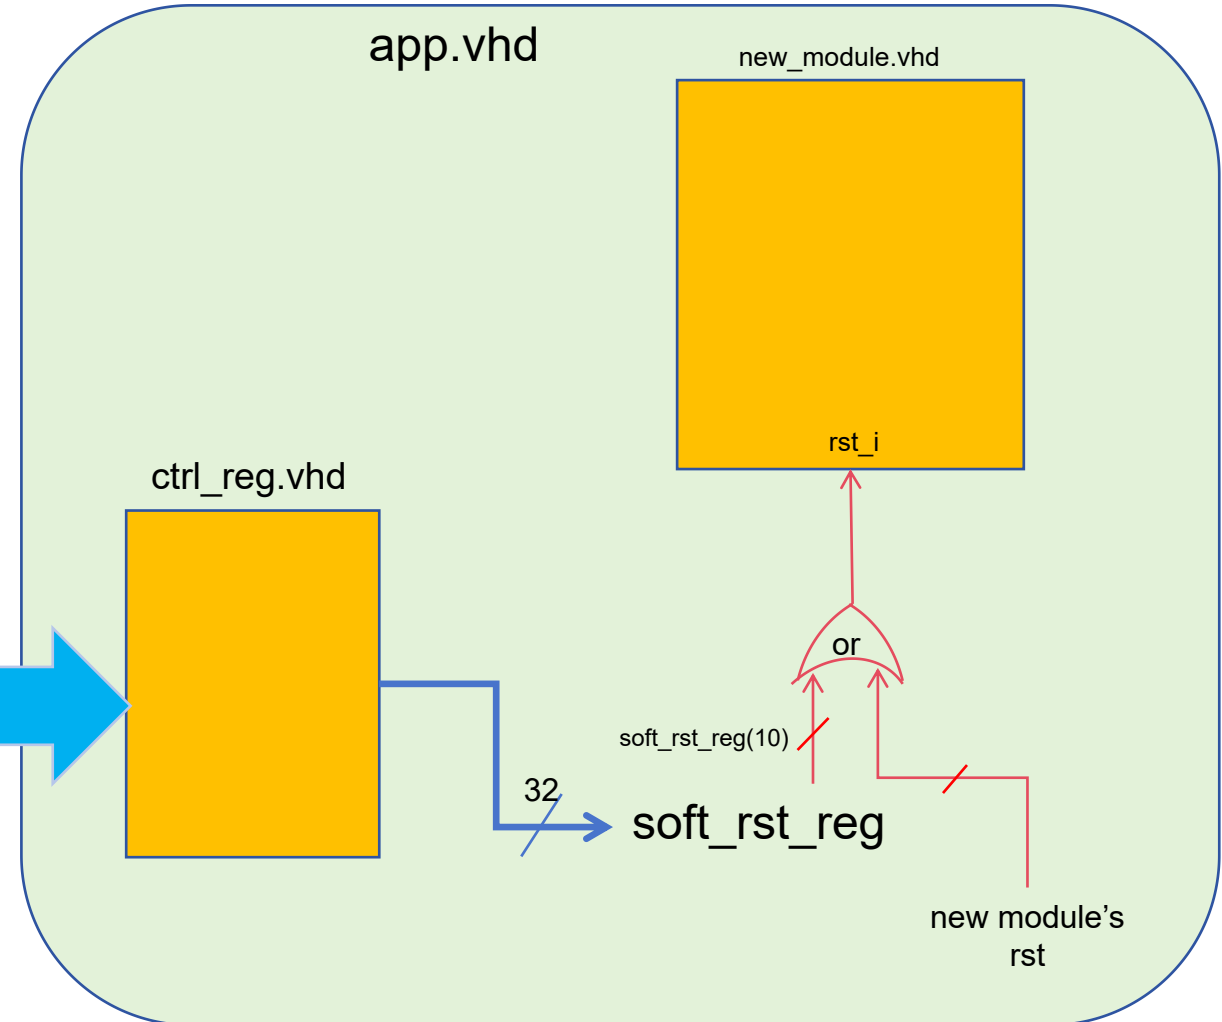 app.vhd
new_module.vhd
rst_i
ctrl_reg.vhd
or
soft_rst_reg(10)
32
soft_rst_reg
new module’s
rst